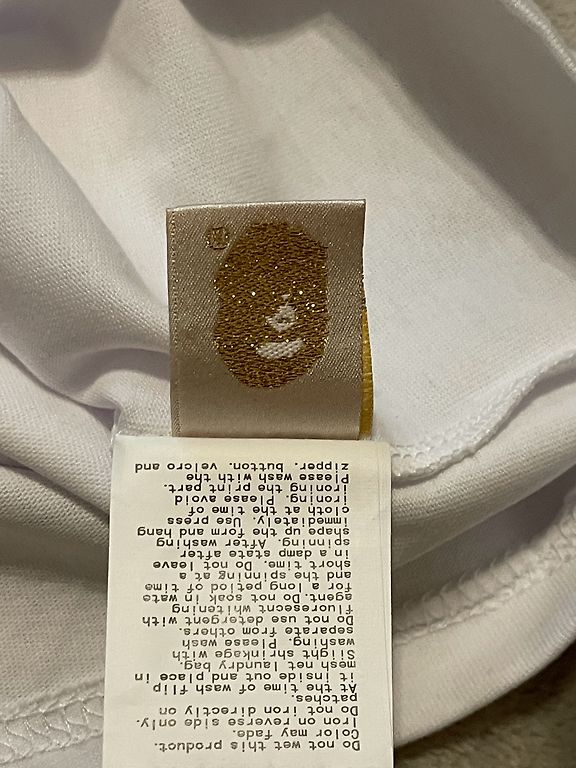 Do not wet this product.
Color may fade.
Iron on reverse side only.
Do not iron directly on
patches.
At the time of wash flip
it inside out and place in
mesh net laundry bag.
Slight shrinkage with
washing. Please wash
separate from others.
Do not use detergent with
fluorescent whitening
agent. Do not soak in wate
for a long period of time
and the spinning at a
short time. Do not leave
in a damp state after
spinning. After washing
shape up the form and hang
immediately. Use press
cloth at the time of
ironing. Please avoid
ironing the print part.
Please wash with the
zipper. button. velcro and